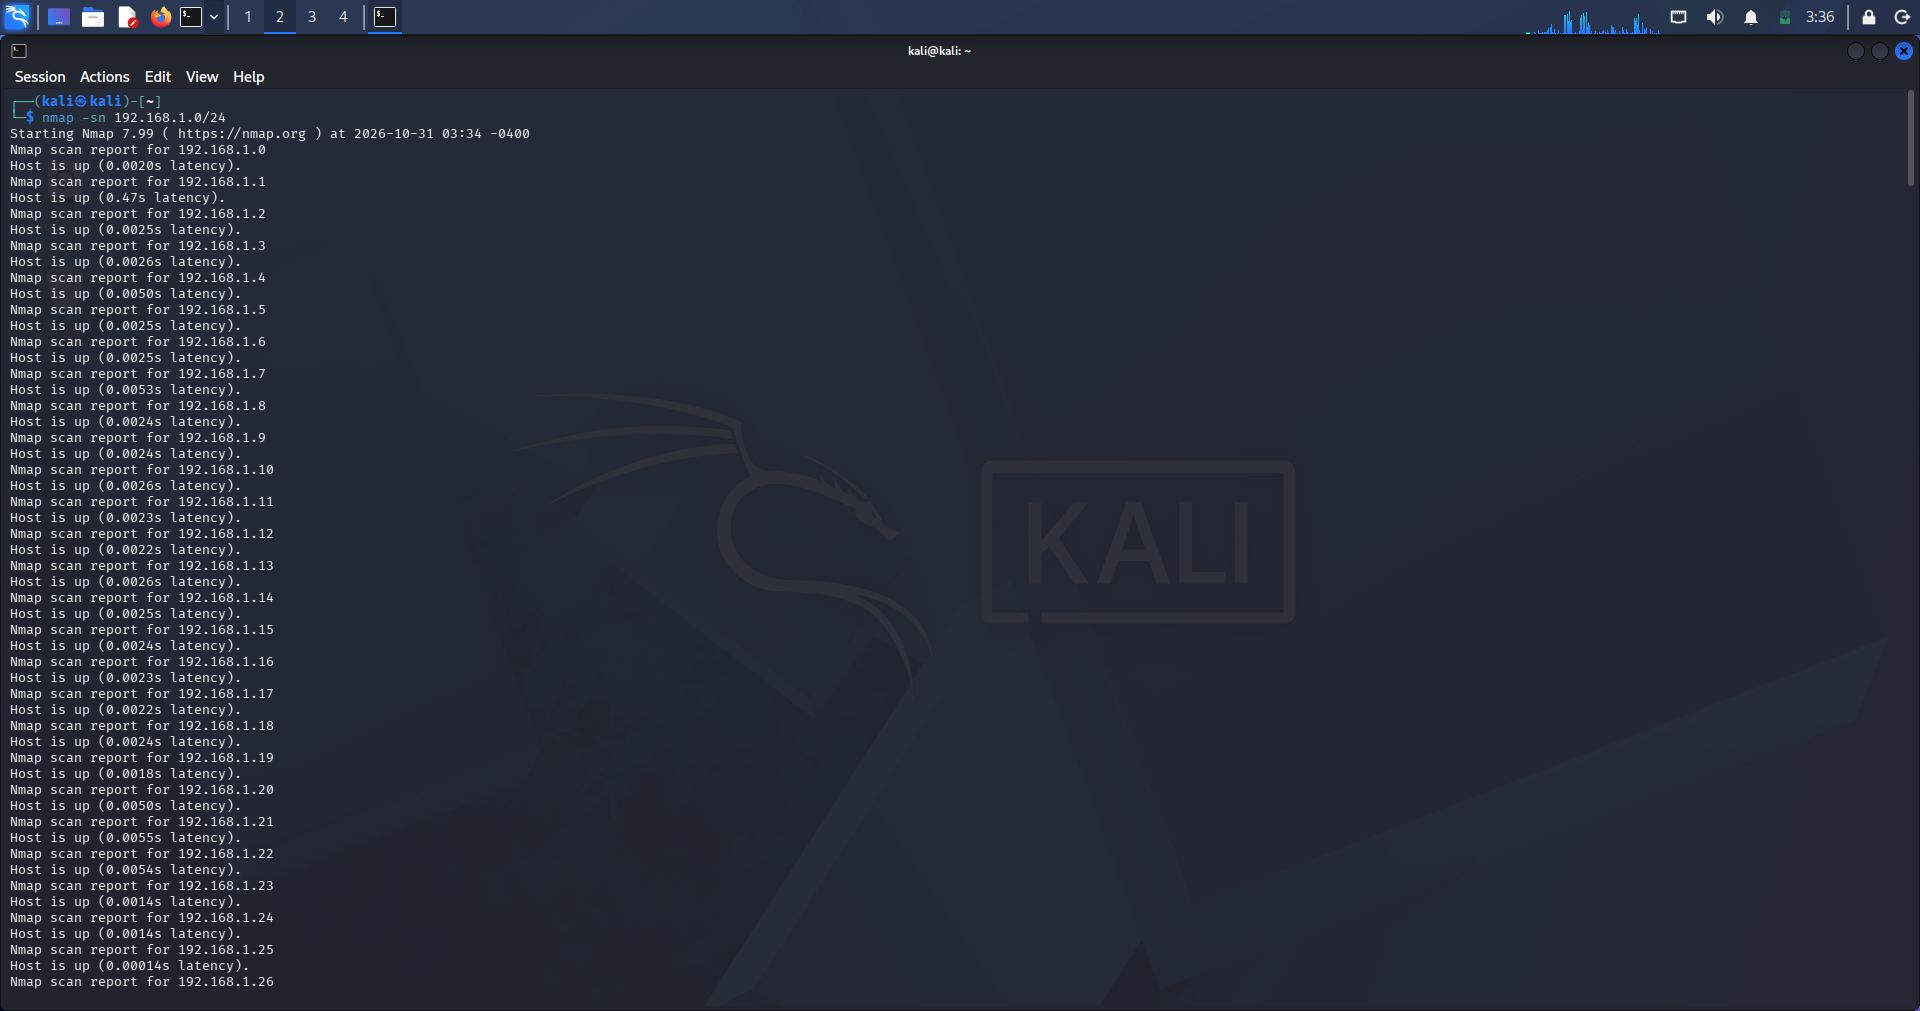 1 2 3 4 3:36
kali@kali: ~
Session Actions Edit View Help
┌──(kali㉿kali)-[~]
└─$ nmap -sn 192.168.1.0/24
Starting Nmap 7.99 ( https://nmap.org ) at 2026-10-31 03:34 -0400
Nmap scan report for 192.168.1.0
Host is up (0.0020s latency).
Nmap scan report for 192.168.1.1
Host is up (0.47s latency).
Nmap scan report for 192.168.1.2
Host is up (0.0025s latency).
Nmap scan report for 192.168.1.3
Host is up (0.0026s latency).
Nmap scan report for 192.168.1.4
Host is up (0.0050s latency).
Nmap scan report for 192.168.1.5
Host is up (0.0025s latency).
Nmap scan report for 192.168.1.6
Host is up (0.0025s latency).
Nmap scan report for 192.168.1.7
Host is up (0.0053s latency).
Nmap scan report for 192.168.1.8
Host is up (0.0024s latency).
Nmap scan report for 192.168.1.9
Host is up (0.0024s latency).
Nmap scan report for 192.168.1.10
Host is up (0.0026s latency).
Nmap scan report for 192.168.1.11
Host is up (0.0023s latency).
Nmap scan report for 192.168.1.12
Host is up (0.0022s latency).
Nmap scan report for 192.168.1.13
Host is up (0.0026s latency).
Nmap scan report for 192.168.1.14
Host is up (0.0025s latency).
Nmap scan report for 192.168.1.15
Host is up (0.0024s latency).
Nmap scan report for 192.168.1.16
Host is up (0.0023s latency).
Nmap scan report for 192.168.1.17
Host is up (0.0022s latency).
Nmap scan report for 192.168.1.18
Host is up (0.0024s latency).
Nmap scan report for 192.168.1.19
Host is up (0.0018s latency).
Nmap scan report for 192.168.1.20
Host is up (0.0050s latency).
Nmap scan report for 192.168.1.21
Host is up (0.0055s latency).
Nmap scan report for 192.168.1.22
Host is up (0.0054s latency).
Nmap scan report for 192.168.1.23
Host is up (0.0014s latency).
Nmap scan report for 192.168.1.24
Host is up (0.0014s latency).
Nmap scan report for 192.168.1.25
Host is up (0.00014s latency).
Nmap scan report for 192.168.1.26
KALI